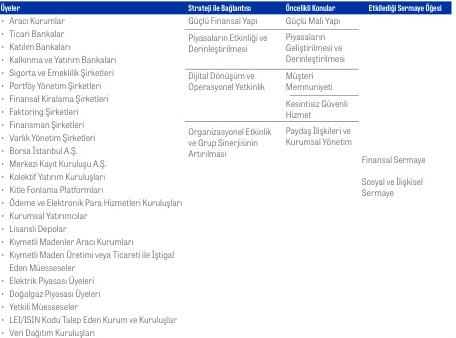 Üyeler
Strateji ile Bağlantısı
Öncelikli Konular
Etkilediği Sermaye Öğesi
• Aracı Kurumlar
• Ticari Bankalar
• Katılım Bankaları
• Kalkınma ve Yatırım Bankaları
• Sigorta ve Emeklilik Şirketleri
• Portföy Yönetim Şirketleri
• Finansal Kiralama Şirketleri
• Faktoring Şirketleri
• Finansman Şirketleri
• Varlık Yönetim Şirketleri
• Borsa İstanbul A.Ş.
• Merkezi Kayıt Kuruluşu A.Ş.
• Kolektif Yatırım Kuruluşları
• Kitle Fonlama Platformları
• Ödeme ve Elektronik Para Hizmetleri Kuruluşları
• Kurumsal Yatırımcılar
• Lisanslı Depolar
• Kıymetli Madenler Aracı Kurumları
• Kıymetli Maden Üretimi veya Ticareti ile İştigal
Eden Müesseseler
• Elektrik Piyasası Üyeleri
• Doğalgaz Piyasası Üyeleri
• Yetkili Müesseseler
• LEI/ISIN Kodu Talep Eden Kurum ve Kuruluşlar
• Veri Dağıtım Kuruluşları
Güçlü Finansal Yapı
Piyasaların Etkinliği ve
Derinleştirilmesi
Dijital Dönüşüm ve
Operasyonel Yetkinlik
Organizasyonel Etkinlik
ve Grup Sinerjisinin
Artırılması
Güçlü Mali Yapı
Piyasaların
Geliştirilmesi ve
Derinleştirilmesi
Müşteri
Memnuniyeti
Kesintisiz Güvenli
Hizmet
Paydaş İlişkileri ve
Kurumsal Yönetim
Finansal Sermaye
Sosyal ve İlişkisel
Sermaye